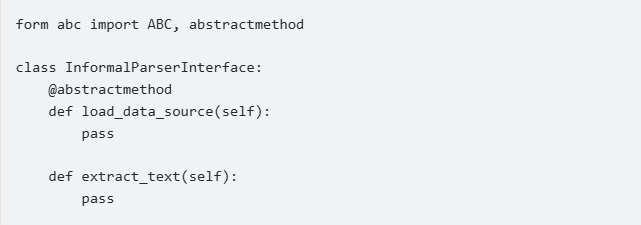 form abc import ABC, abstractmethod
class InformalParserInterface:
    @abstractmethod
    def load_data_source(self):
        pass
    def extract_text(self):
        pass